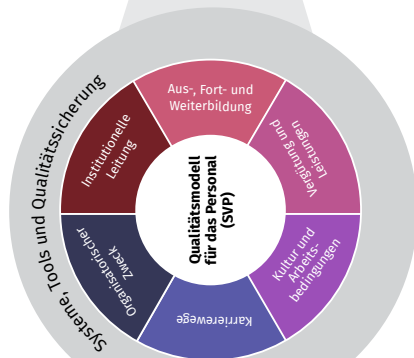 Systeme, Tools und Qualitätssicherung
Aus-, Fort- und
Weiterbildung
Vergütung und
Leistungen
Kultur und
Arbeits-
bedingungen
Karrierewege
Organisatorischer
Zweck
Institutionelle
Leitung
Qualitätsmodell
für das Personal
(SVP)